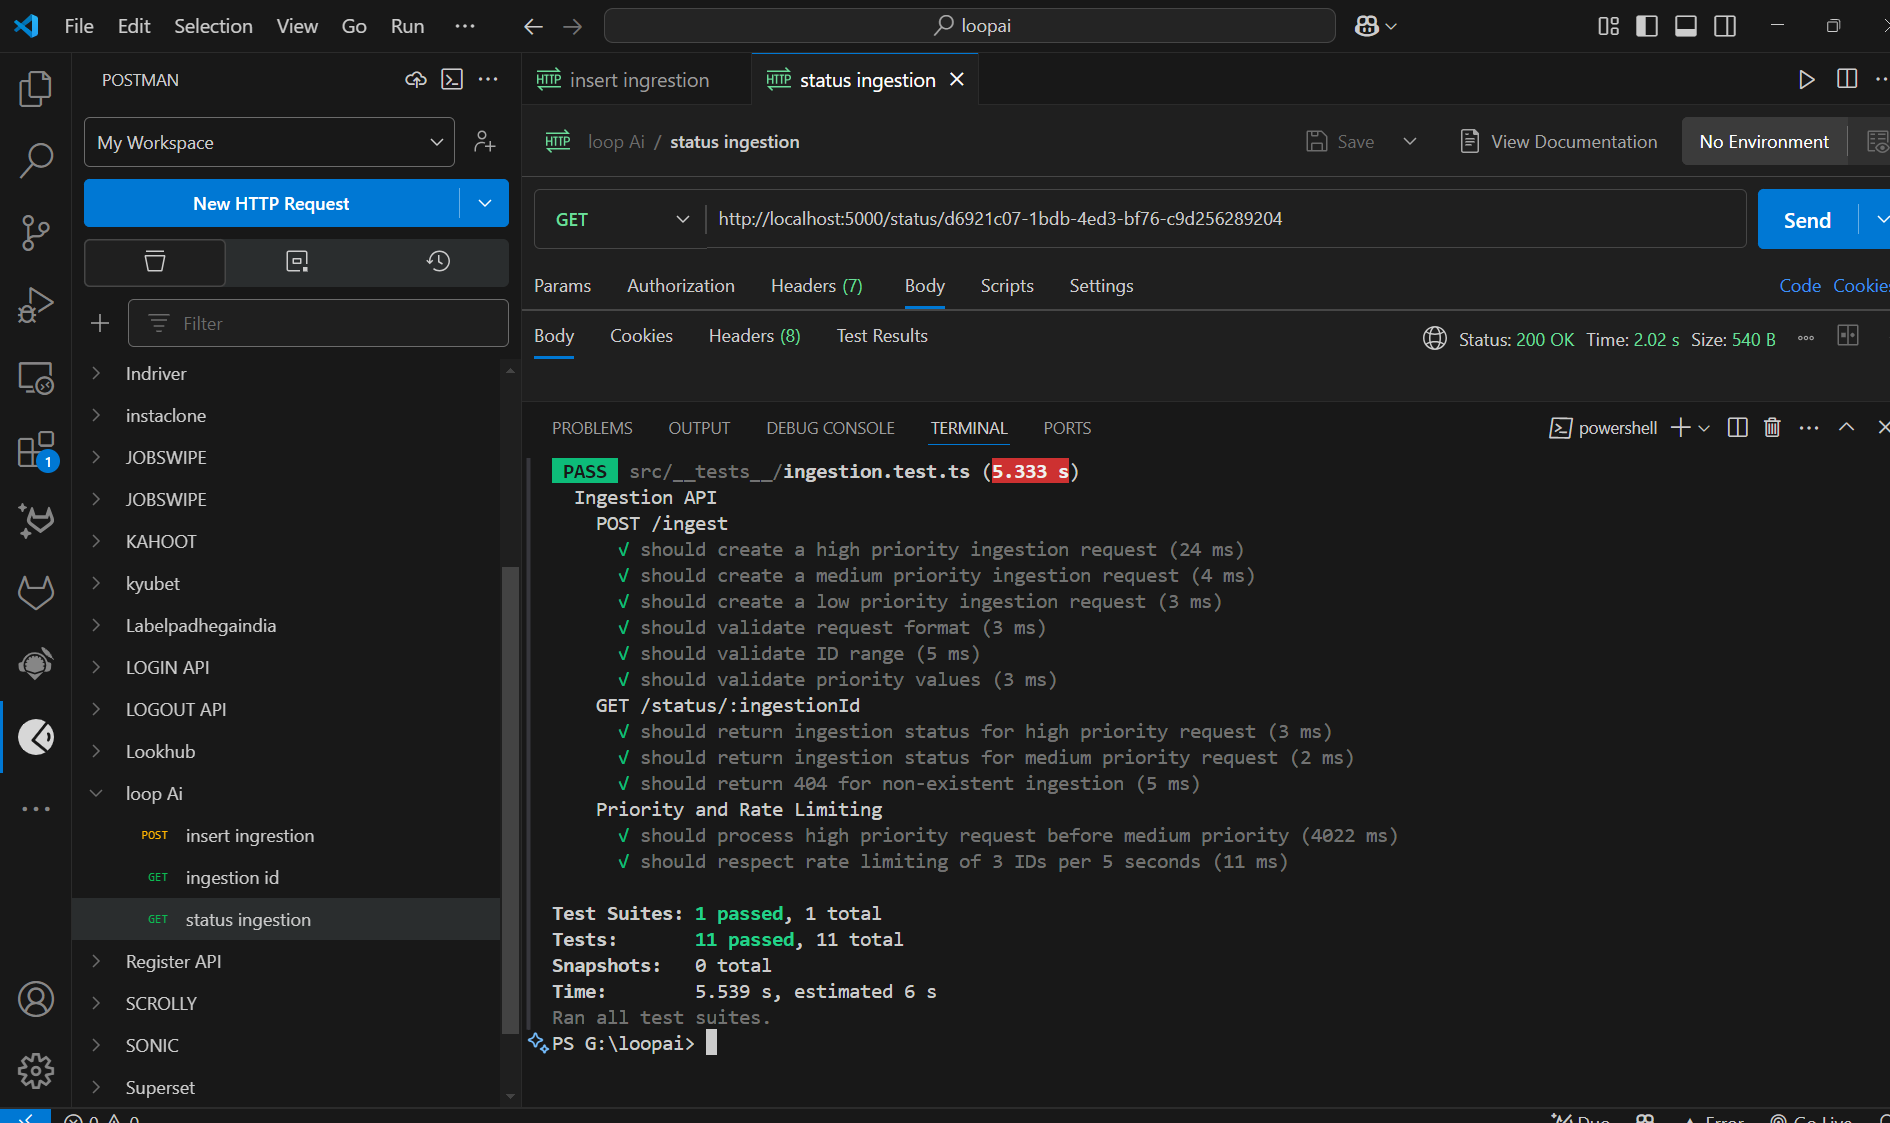 File Edit Selection View Go Run ··· loopai
POSTMAN
My Workspace
New HTTP Request
Filter
Indriver
instaclone
JOBSWIPE
JOBSWIPE
KAHOOT
kyubet
Labelpadhegaindia
LOGIN API
LOGOUT API
Lookhub
loop Ai
POST insert ingrestion
GET ingestion id
GET status ingestion
Register API
SCROLLY
SONIC
Superset
1
HTTP insert ingrestion HTTP status ingestion
HTTP loop Ai / status ingestion Save View Documentation No Environment
GET http://localhost:5000/status/d6921c07-1bdb-4ed3-bf76-c9d256289204 Send
Params Authorization Headers (7) Body Scripts Settings Code Cookies
Body Cookies Headers (8) Test Results Status: 200 OK Time: 2.02 s Size: 540 B
PROBLEMS OUTPUT DEBUG CONSOLE TERMINAL PORTS powershell
PASS src/__tests__/ingestion.test.ts (5.333 s)
Ingestion API
POST /ingest
√ should create a high priority ingestion request (24 ms)
√ should create a medium priority ingestion request (4 ms)
√ should create a low priority ingestion request (3 ms)
√ should validate request format (3 ms)
√ should validate ID range (5 ms)
√ should validate priority values (3 ms)
GET /status/:ingestionId
√ should return ingestion status for high priority request (3 ms)
√ should return ingestion status for medium priority request (2 ms)
√ should return 404 for non-existent ingestion (5 ms)
Priority and Rate Limiting
√ should process high priority request before medium priority (4022 ms)
√ should respect rate limiting of 3 IDs per 5 seconds (11 ms)
Test Suites: 1 passed, 1 total
Tests: 11 passed, 11 total
Snapshots: 0 total
Time: 5.539 s, estimated 6 s
Ran all test suites.
PS G:\loopai>
0 0 Duo Error Go Live